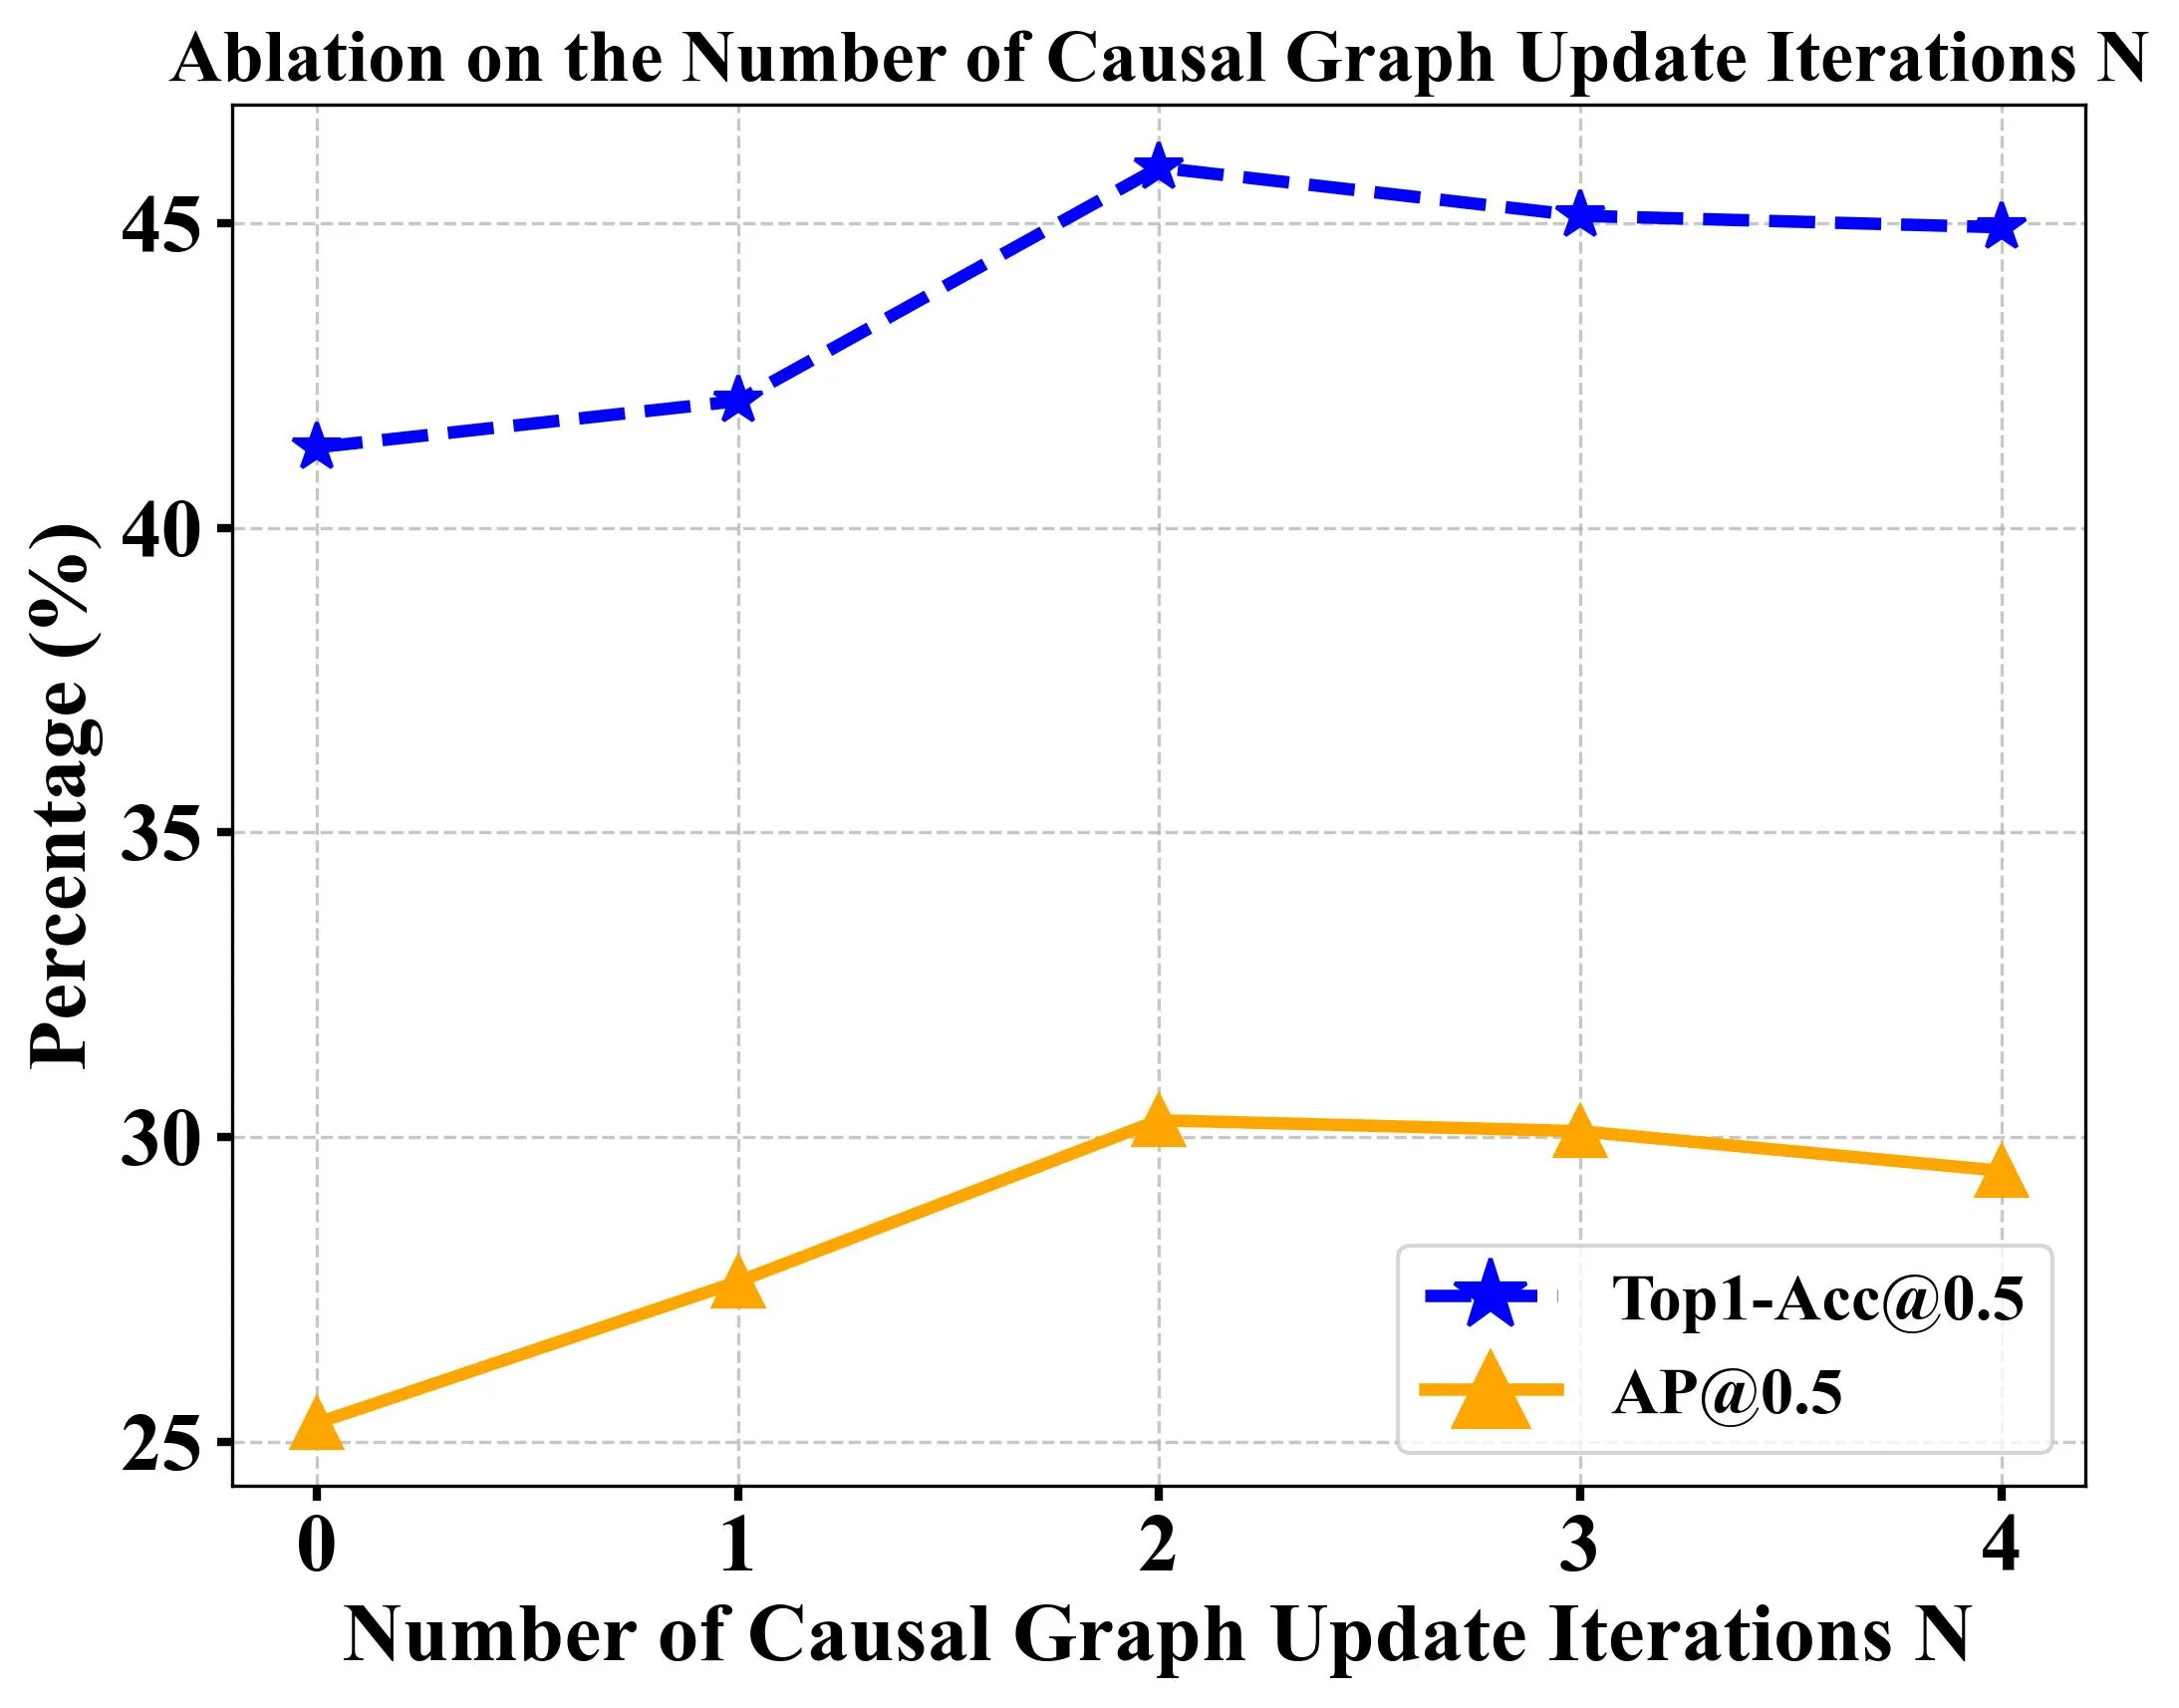 Ablation on the Number of Causal Graph Update Iterations N
Percentage (%)
45
40
35
30
25
Top1-Acc@0.5
AP@0.5
0 1 2 3 4
Number of Causal Graph Update Iterations N